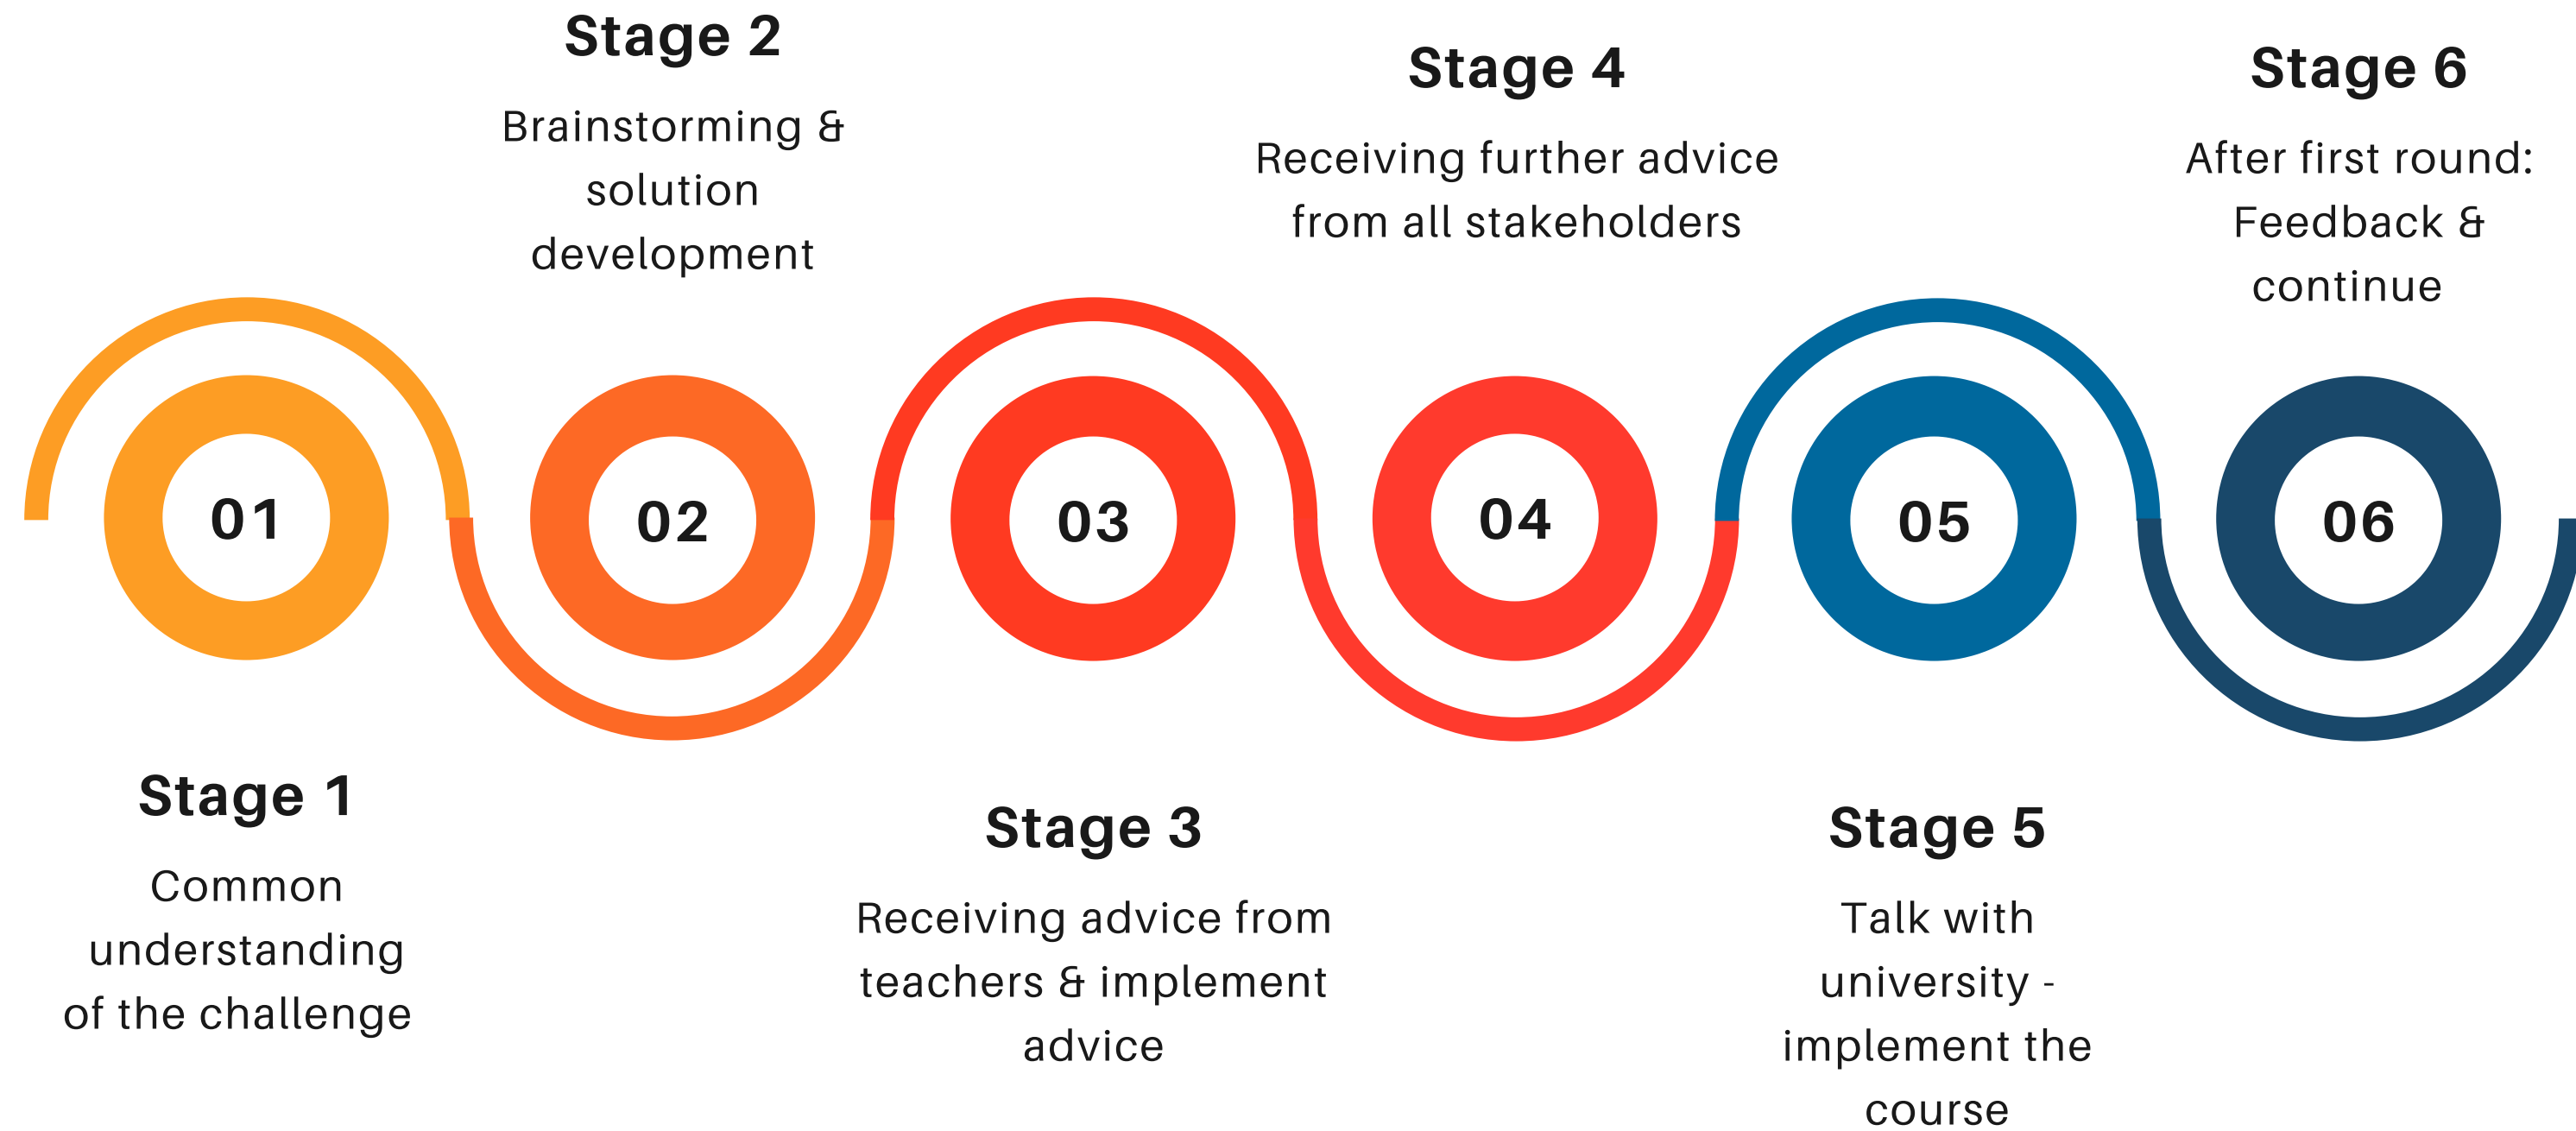 Stage 2
Brainstorming &
solution
development
Stage 4
Receiving further advice
from all stakeholders
Stage 6
After first round:
Feedback &
continue
01
02
03
04
05
06
Stage 1
Common
understanding
of the challenge
Stage 3
Receiving advice from
teachers & implement
advice
Stage 5
Talk with
university -
implement the
course